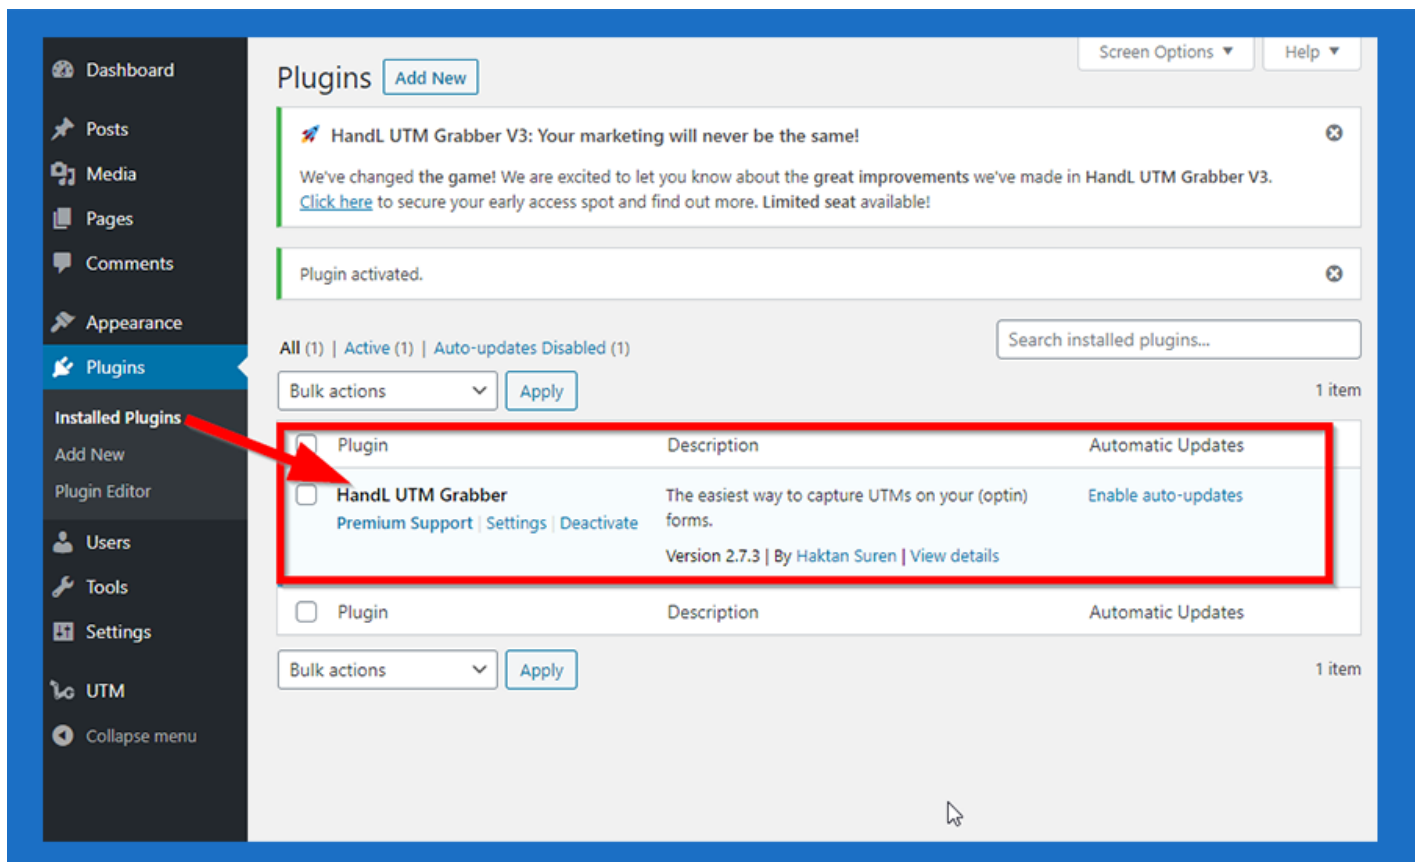 Dashboard
Posts
Media
Pages
Comments
Appearance
Plugins
Installed Plugins
Add New
Plugin Editor
Users
Tools
Settings
UTM
Collapse menu
Screen Options ▼
Help ▼
Plugins
Add New
HandL UTM Grabber V3: Your marketing will never be the same!
We've changed the game! We are excited to let you know about the great improvements we've made in HandL UTM Grabber V3.
Click here to secure your early access spot and find out more. Limited seat available!
Plugin activated.
All (1) | Active (1) | Auto-updates Disabled (1)
Search installed plugins...
Bulk actions
Apply
1 item
Plugin Description Automatic Updates
HandL UTM Grabber
Premium Support | Settings | Deactivate
The easiest way to capture UTMs on your (optin)
forms.
Version 2.7.3 | By Haktan Suren | View details
Enable auto-updates
Plugin Description Automatic Updates
Bulk actions
Apply
1 item